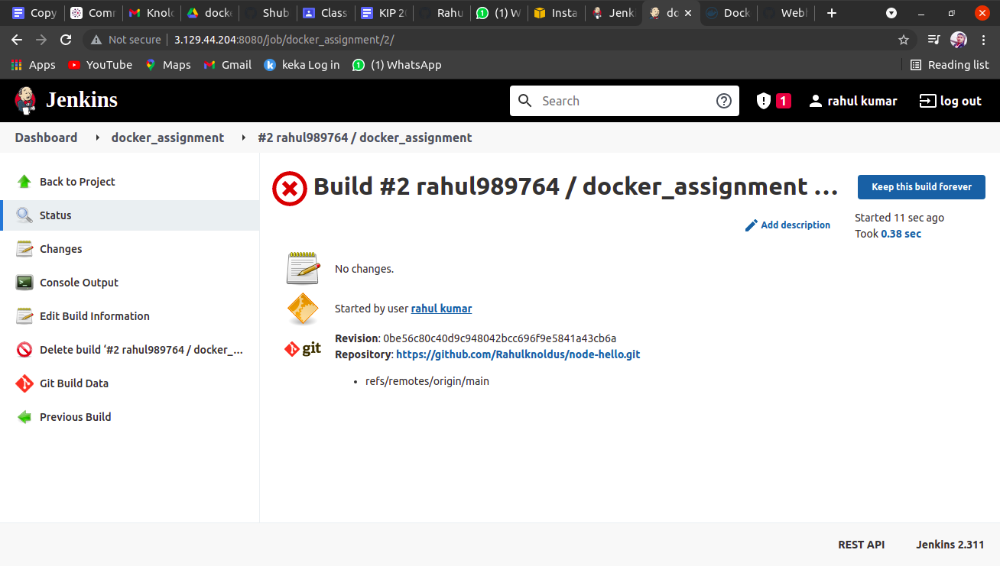 Copy
Comm
Knol
docke
Shub
Class
KIP 20
Rahu
(1) W
Insta
Jenk
do
Dock
Web
Not secure
3.129.44.204:8080/job/docker_assignment/2/
Apps
YouTube
Maps
Gmail
keka Log in
(1) WhatsApp
Reading list
Jenkins
Search
1
rahul kumar
log out
Dashboard
docker_assignment
#2 rahul989764 / docker_assignment
Back to Project
Status
Changes
Console Output
Edit Build Information
Delete build ‘#2 rahul989764 / docker_...
Git Build Data
Previous Build
Build #2 rahul989764 / docker_assignment ...
Keep this build forever
Add description
Started 11 sec ago
Took 0.38 sec
No changes.
Started by user rahul kumar
git
Revision: 0be56c80c40d9c948042bcc696f9e5841a43cb6a
Repository: https://github.com/Rahulknoldus/node-hello.git
• refs/remotes/origin/main
REST API
Jenkins 2.311